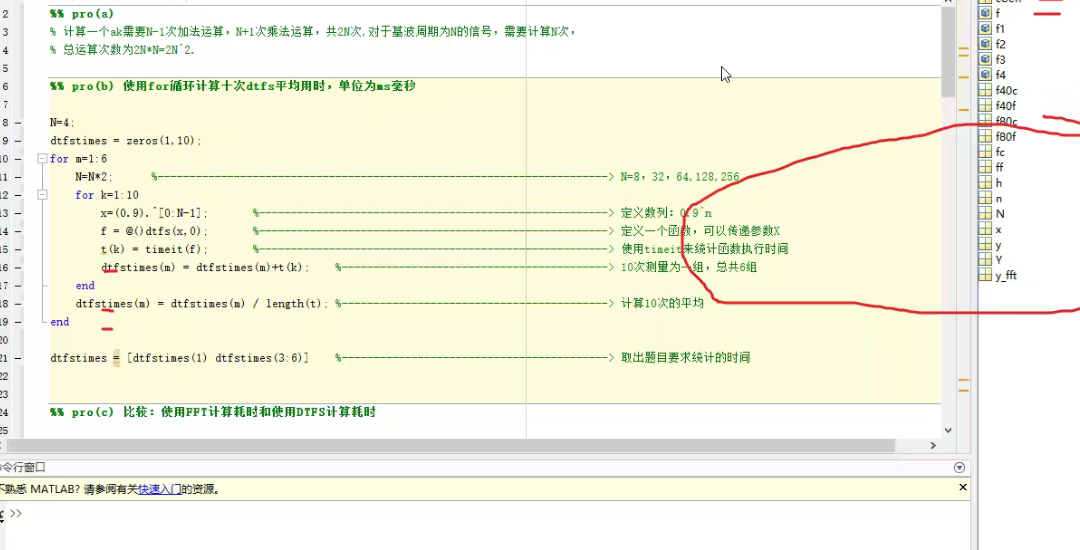 %% pro(a)
% 计算一个ak需要N-1次加法运算, N+1次乘法运算, 共2N次,对于基波周期为N的信号, 需要计算N次,
% 总运算次数为2N*N=2N^2.
%% pro(b) 使用for循环计算十次dtfs平均用时, 单位为ms毫秒
N=4;
dtfstimes = zeros(1,10);
for m=1:6
N=N*2; %----------------------------------------------------------------------> N=8, 32, 64,128,256
for k=1:10
x=(0.9).^[0:N-1]; %-------------------------------------------------------> 定义数列: 0.9^n
f = @()dtfs(x,0); %-------------------------------------------------------> 定义一个函数, 可以传递参数X
t(k) = timeit(f); %-------------------------------------------------------> 使用timeit来统计函数执行时间
dtfstimes(m) = dtfstimes(m)+t(k); %------------------------------------------> 10次测量为一组, 总共6组
end
dtfstimes(m) = dtfstimes(m) / length(t); %------------------------------------------> 计算10次的平均
end
dtfstimes = [dtfstimes(1) dtfstimes(3:6)] %------------------------------------------> 取出题目要求统计的时间
%% pro(c) 比较: 使用FFT计算耗时和使用DTFS计算耗时
2
3
4
5
6
7
8
9
10
11
12
13
14
15
16
17
18
19
20
21
22
23
24
25
f
f1
f2
f3
f4
f40c
f40f
f80c
f80f
fc
ff
h
n
N
x
y
Y
y_fft
命令行窗口
不熟悉 MATLAB? 请参阅有关快速入门的资源。
>>